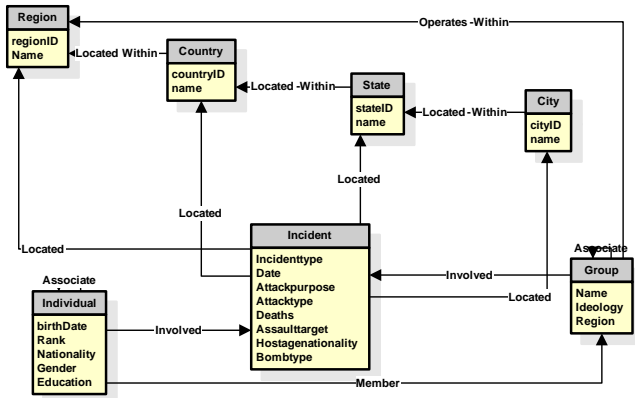 Region
regionID
Name
Operates -Within
Located Within
Country
countryID
name
Located -Within
State
stateID
name
Located-Within
City
cityID
name
Located
Located
Located
Incident
Incidenttype
Date
Attackpurpose
Attacktype
Deaths
Assaulttarget
Hostagenationality
Bombtype
Associate
Group
Name
Ideology
Region
Involved
Located
Associate
Individual
birthDate
Rank
Nationality
Gender
Education
Involved
Member